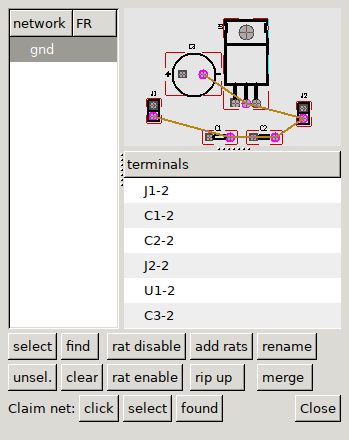 network FR
gnd
C3
J1
J2
C1
C2
terminals
J1-2
C1-2
C2-2
J2-2
U1-2
C3-2
select find rat disable add rats rename
unsel. clear rat enable rip up merge
Claim net: click select found Close